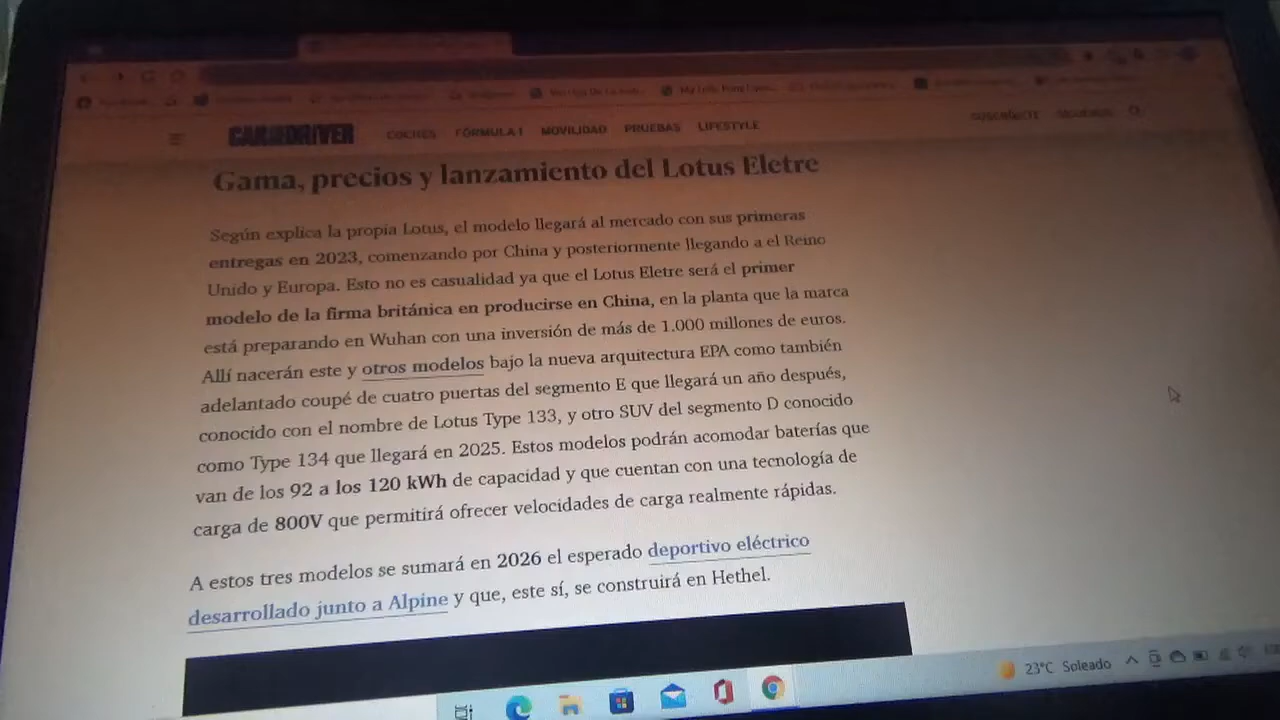 CAR AND DRIVER
COCHES FÓRMULA 1 MOVILIDAD PRUEBAS LIFESTYLE SUSCRÍBETE SÍGUENOS
Gama, precios y lanzamiento del Lotus Eletre
Según explica la propia Lotus, el modelo llegará al mercado con sus primeras
entregas en 2023, comenzando por China y posteriormente llegando a el Reino
Unido y Europa. Esto no es casualidad ya que el Lotus Eletre será el primer
modelo de la firma británica en producirse en China, en la planta que la marca
está preparando en Wuhan con una inversión de más de 1.000 millones de euros.
Allí nacerán este y otros modelos bajo la nueva arquitectura EPA como también
adelantado coupé de cuatro puertas del segmento E que llegará un año después,
conocido con el nombre de Lotus Type 133, y otro SUV del segmento D conocido
como Type 134 que llegará en 2025. Estos modelos podrán acomodar baterías que
van de los 92 a los 120 kWh de capacidad y que cuentan con una tecnología de
carga de 800V que permitirá ofrecer velocidades de carga realmente rápidas.
A estos tres modelos se sumará en 2026 el esperado deportivo eléctrico
desarrollado junto a Alpine y que, este sí, se construirá en Hethel.
23°C Soleado